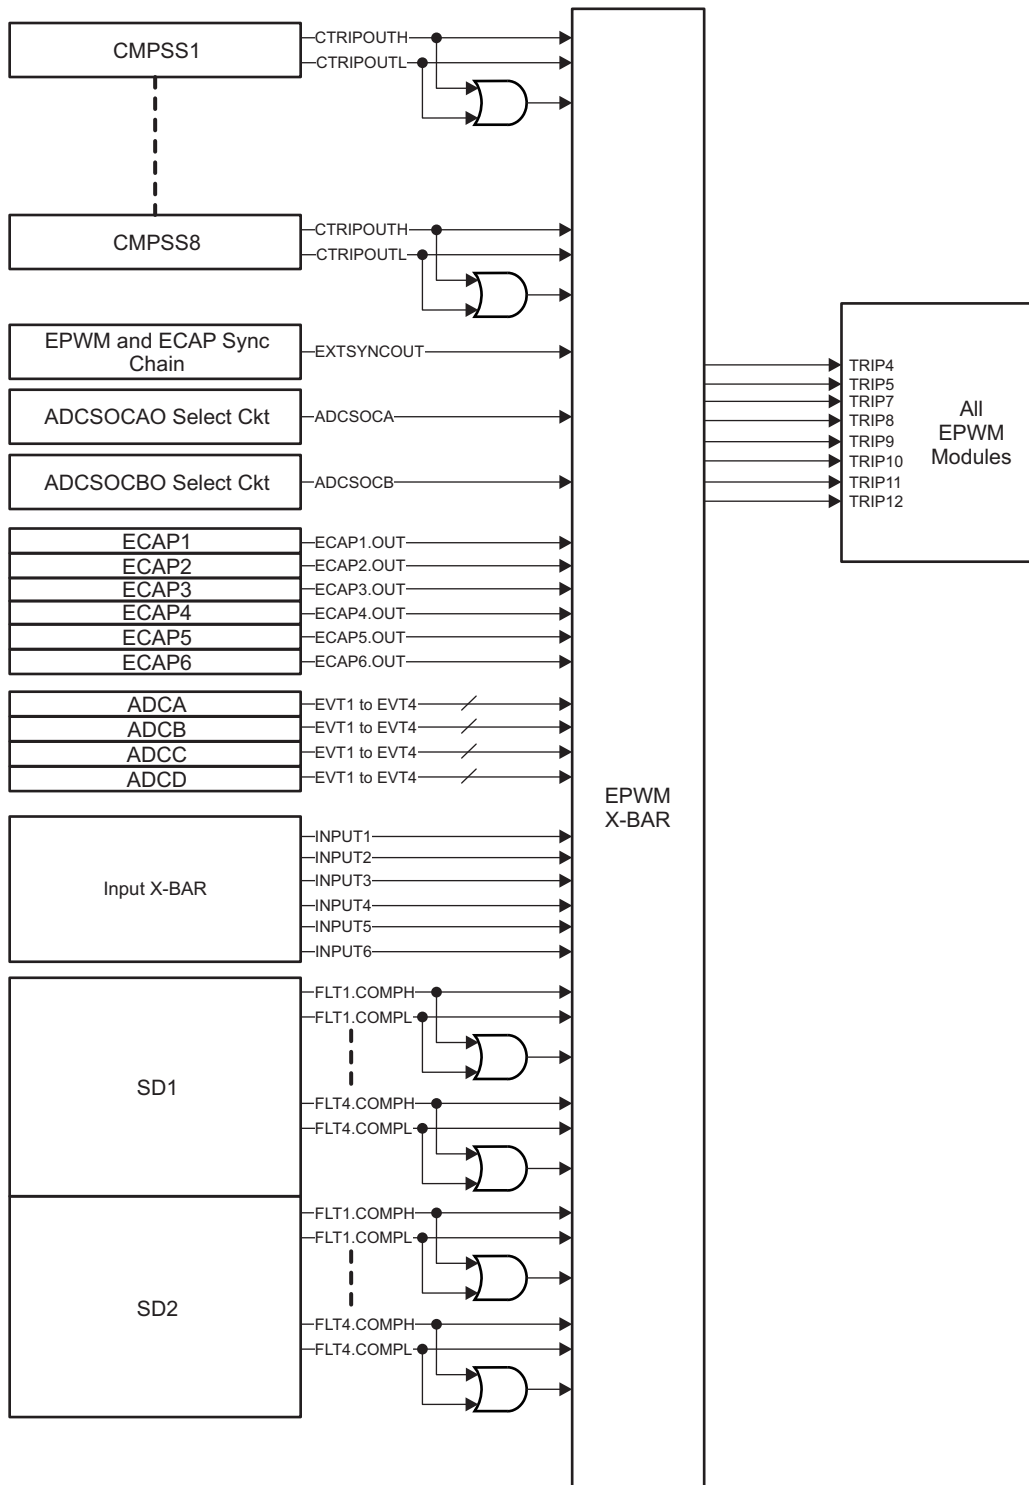 CMPSS1
CTRIPOUTH
CTRIPOUTL
CMPSS8
CTRIPOUTH
CTRIPOUTL
EPWM and ECAP Sync
Chain
EXTSYNCOUT
ADCSOCAO Select Ckt
ADCSOCA
ADCSOCBO Select Ckt
ADCSOCB
ECAP1
ECAP1.OUT
ECAP2
ECAP2.OUT
ECAP3
ECAP3.OUT
ECAP4
ECAP4.OUT
ECAP5
ECAP5.OUT
ECAP6
ECAP6.OUT
ADCA
EVT1 to EVT4
ADCB
EVT1 to EVT4
ADCC
EVT1 to EVT4
ADCD
EVT1 to EVT4
Input X-BAR
INPUT1
INPUT2
INPUT3
INPUT4
INPUT5
INPUT6
SD1
FLT1.COMPH
FLT1.COMPL
FLT4.COMPH
FLT4.COMPL
SD2
FLT1.COMPH
FLT1.COMPL
FLT4.COMPH
FLT4.COMPL
EPWM
X-BAR
TRIP4
TRIP5
TRIP7
TRIP8
TRIP9
TRIP10
TRIP11
TRIP12
All
EPWM
Modules